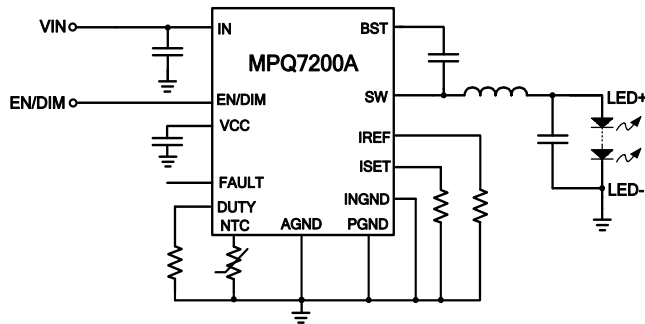 VIN
IN
BST
MPQ7200A
EN/DIM
EN/DIM
SW
LED+
VCC
IREF
ISET
FAULT
INGND
LED-
DUTY
NTC
AGND
PGND